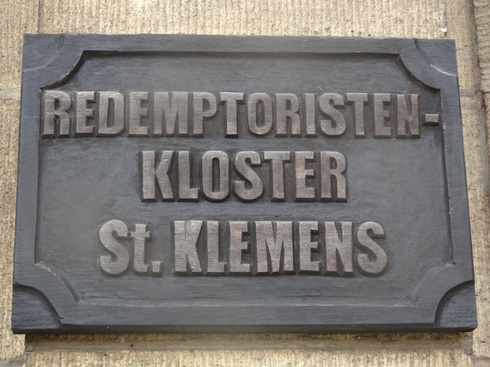 REDEMPTORISTEN-
KLOSTER
St. KLEMENS